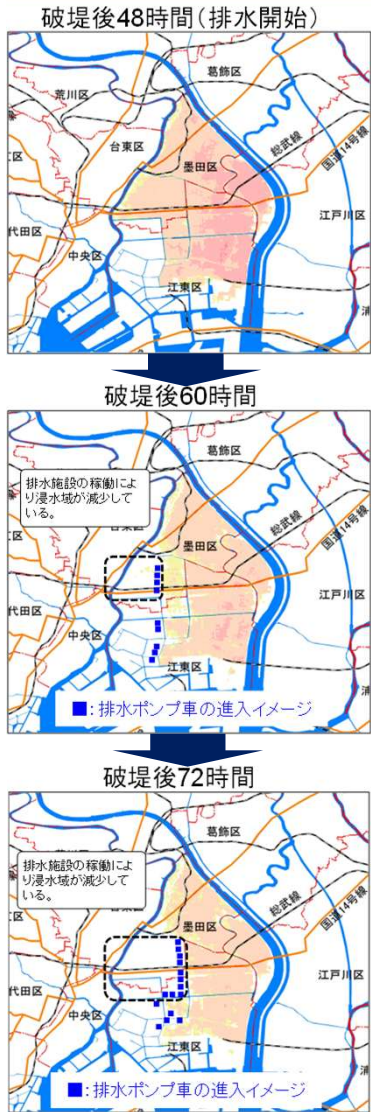 破堤後48時間(排水開始)
葛飾区
荒川区
台東区
墨田区
総武線
国道14号線
江戸川区
代田区
中央区
江東区
浦
破堤後60時間
葛飾区
排水施設の稼働によ
り浸水域が減少して
いる。
墨田区
総武線
国道14号線
江戸川区
代田区
中央区
江東区
■:排水ポンプ車の進入イメージ
破堤後72時間
葛飾区
排水施設の稼働によ
り浸水域が減少して
いる。
墨田区
総武線
国道14号線
江戸川区
代田区
中央区
江東区
浦
■:排水ポンプ車の進入イメージ